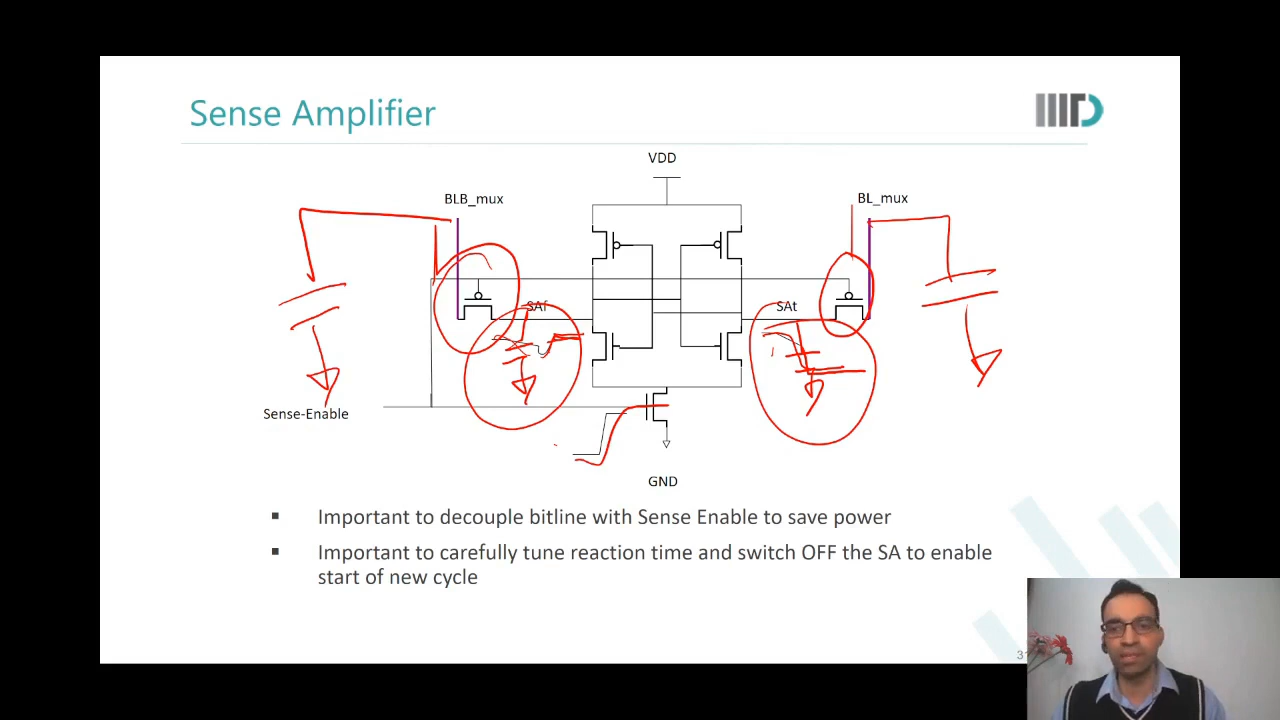 Sense Amplifier
VDD
BLB_mux
BL_mux
SAf
SAt
Sense-Enable
GND
▪ Important to decouple bitline with Sense Enable to save power
▪ Important to carefully tune reaction time and switch OFF the SA to enable
start of new cycle